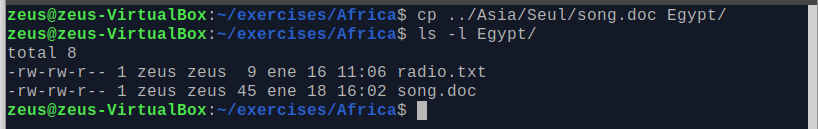 zeus@zeus-VirtualBox:~/exercises/Africa$ cp ../Asia/Seul/song.doc Egypt/
zeus@zeus-VirtualBox:~/exercises/Africa$ ls -l Egypt/
total 8
-rw-rw-r-- 1 zeus zeus  9 ene 16 11:06 radio.txt
-rw-rw-r-- 1 zeus zeus 45 ene 18 16:02 song.doc
zeus@zeus-VirtualBox:~/exercises/Africa$